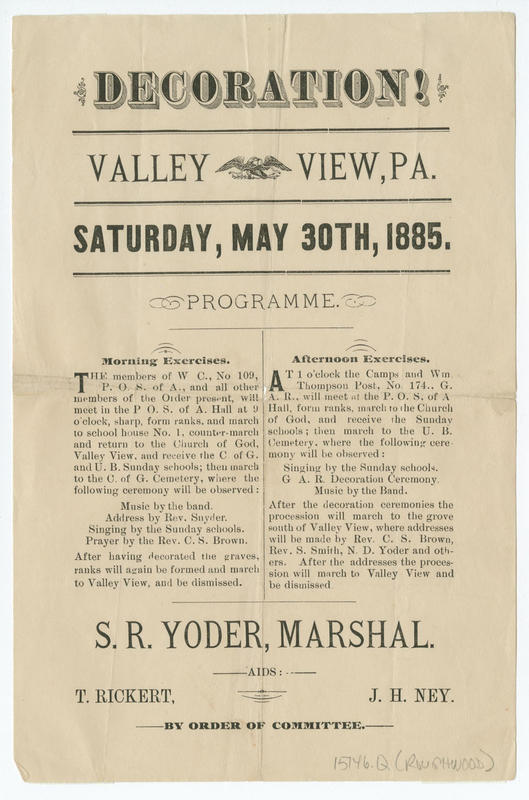 DECORATION!
VALLEY VIEW, PA.
SATURDAY, MAY 30TH, 1885.
PROGRAMME.
Morning Exercises.
THE members of W C., No 109,
P. O. S. of A., and all other
members of the Order present, will
meet in the P O. S. of A. Hall at 9
o'clock, sharp, form ranks, and march
to school house No. 1, counter-march
and return to the Church of God,
Valley View, and receive the C of G.
and U. B. Sunday schools; then march
to the C. of G. Cemetery, where the
following ceremony will be observed:
Music by the band.
Address by Rev. Snyder.
Singing by the Sunday schools.
Prayer by the Rev. C. S. Brown.
After having decorated the graves,
ranks will again be formed and march
to Valley View, and be dismissed.
Afternoon Exercises.
AT 1 o'clock the Camps and Wm.
Thompson Post, No. 174., G.
A. R., will meet at the P. O. S. of A
Hall, form ranks, march to the Church
of God, and receive the Sunday
schools; then march to the U. B.
Cemetery, where the following cere-
mony will be observed:
Singing by the Sunday schools.
G A. R. Decoration Ceremony.
Music by the Band.
After the decoration ceremonies the
procession will march to the grove
south of Valley View, where addresses
will be made by Rev. C. S. Brown,
Rev. S. Smith, N. D. Yoder and oth-
ers. After the addresses the proces-
sion will march to Valley View and
be dismissed
S. R. YODER, MARSHAL.
AIDS:
T. RICKERT, J. H. NEY.
BY ORDER OF COMMITTEE.
15746.Q